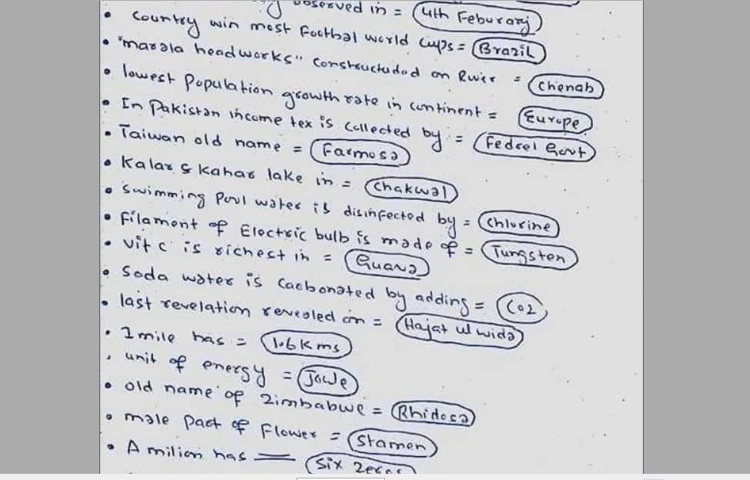 observed in = 4th Feburary
• country win most football world cups = Brazil
• "marala headworks" constructuded on River = Chenab
• lowest population growth rate in continent = Europe
• In Pakistan income tex is collected by = Fedrel Govt
• Taiwan old name = Farmosa
• Kalar & Kahar lake in = Chakwal
• Swimming Pool water is disinfected by = Chlorine
• Filament of Electric bulb is made of = Tungsten
• Vit C is richest in = Guava
• Soda water is Carbonated by adding = CO2
• last revelation revealed on = Hajat ul wida
• 1 mile has = 1.6 Kms
• unit of energy = Joule
• old name of Zimbabwe = Rhidosa
• male Part of Flower = Stamen
• A milion has Six Zeros